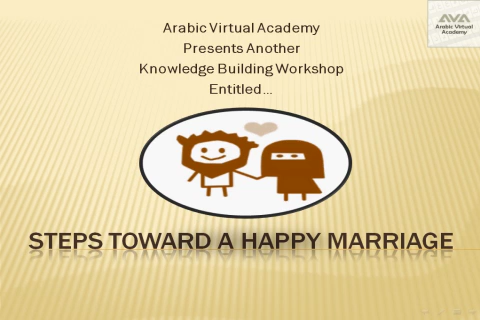 Arabic Virtual Academy
Presents Another
Knowledge Building Workshop
Entitled...
AVA
Arabic Virtual
Academy
STEPS TOWARD A HAPPY MARRIAGE